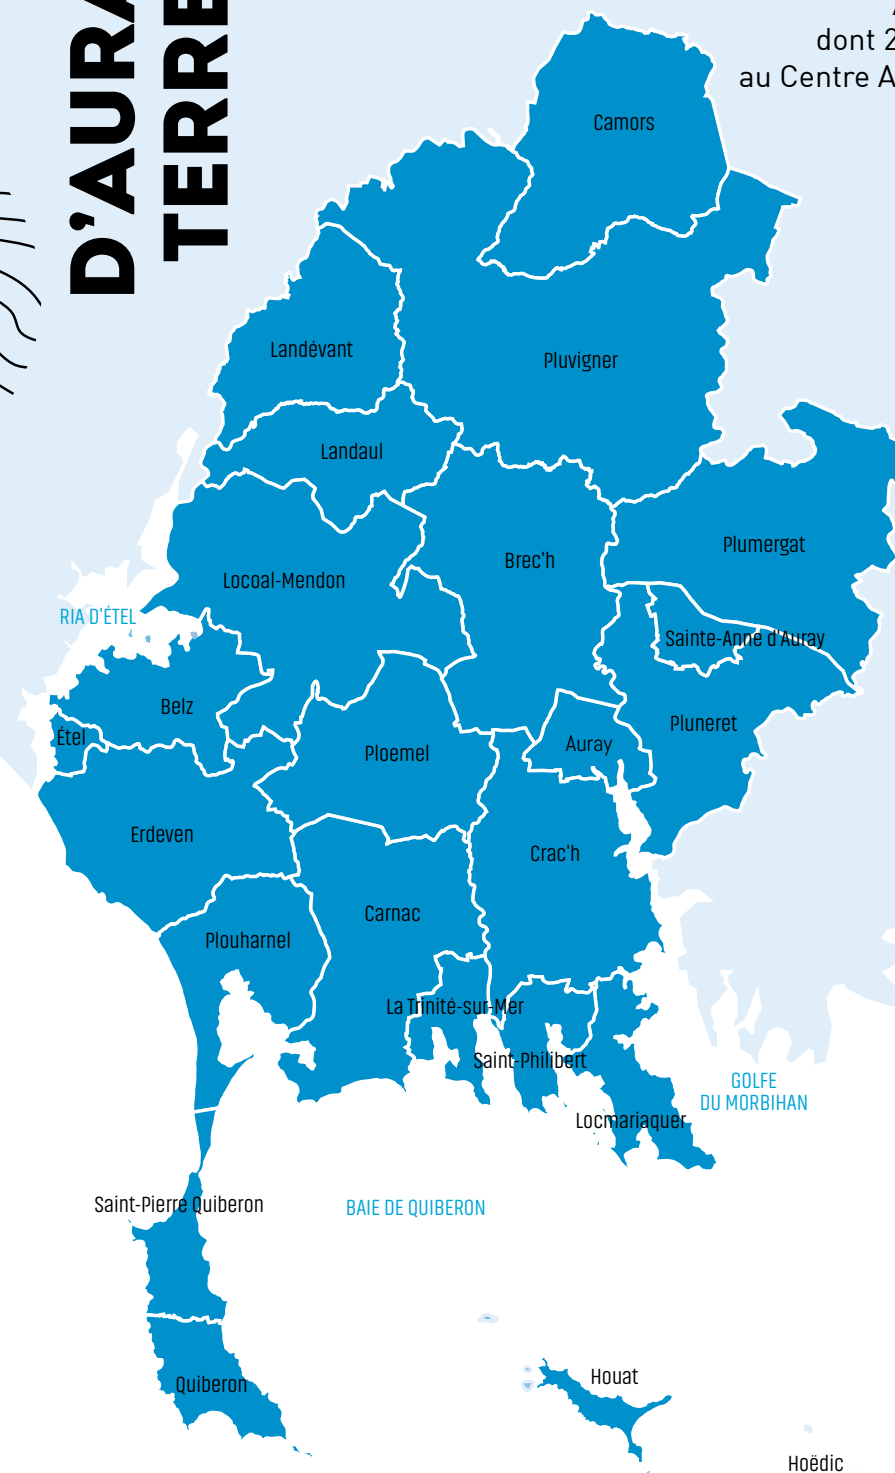 D'AURA
TERRE
dont 2
au Centre A
Camors
Landévant
Pluvigner
Landaul
Plumergat
Brec'h
Locoal-Mendon
RIA D'ÉTEL
Sainte-Anne d'Auray
Belz
Pluneret
Étel
Auray
Ploemel
Erdeven
Crac'h
Carnac
Plouharnel
La Trinité-sur-Mer
Saint-Philibert
GOLFE
DU MORBIHAN
Locmariaquer
Saint-Pierre Quiberon
BAIE DE QUIBERON
Houat
Quiberon
Hoëdic